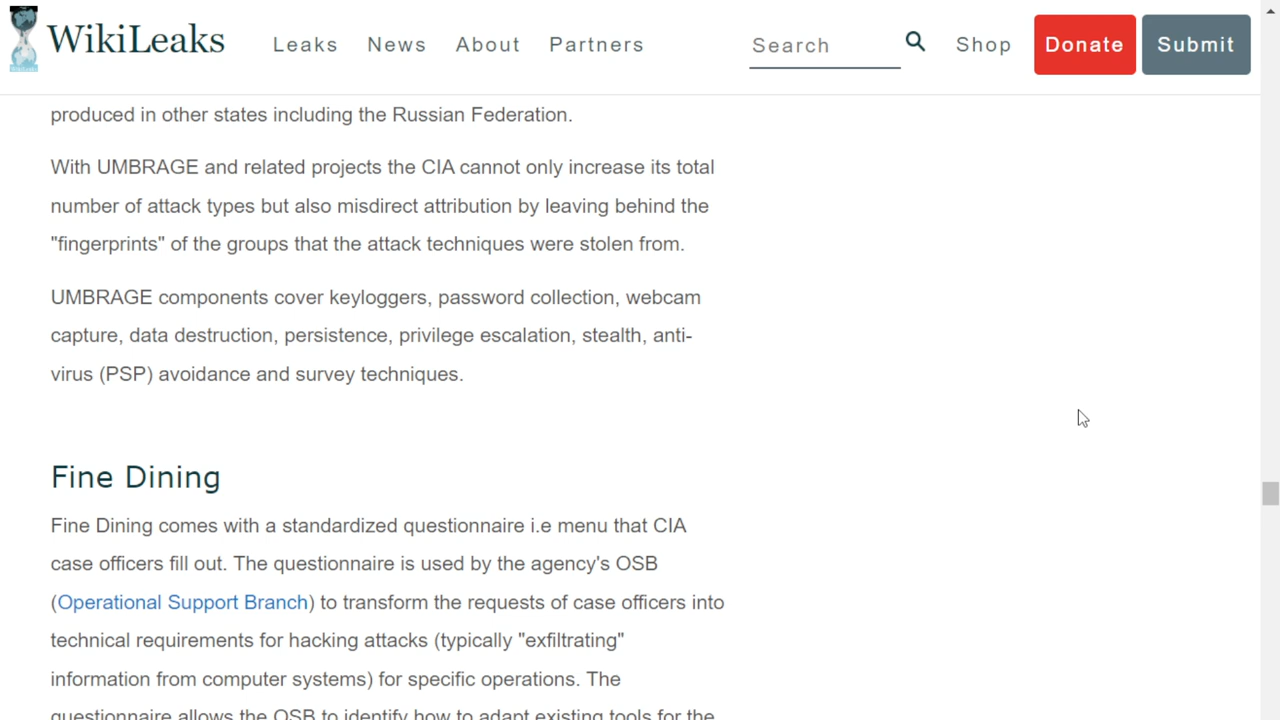 WikiLeaks Leaks News About Partners Search Shop Donate Submit
produced in other states including the Russian Federation.
With UMBRAGE and related projects the CIA cannot only increase its total
number of attack types but also misdirect attribution by leaving behind the
"fingerprints" of the groups that the attack techniques were stolen from.
UMBRAGE components cover keyloggers, password collection, webcam
capture, data destruction, persistence, privilege escalation, stealth, anti-
virus (PSP) avoidance and survey techniques.
Fine Dining
Fine Dining comes with a standardized questionnaire i.e menu that CIA
case officers fill out. The questionnaire is used by the agency's OSB
(Operational Support Branch) to transform the requests of case officers into
technical requirements for hacking attacks (typically "exfiltrating"
information from computer systems) for specific operations. The
questionnaire allows the OSB to identify how to adapt existing tools for the